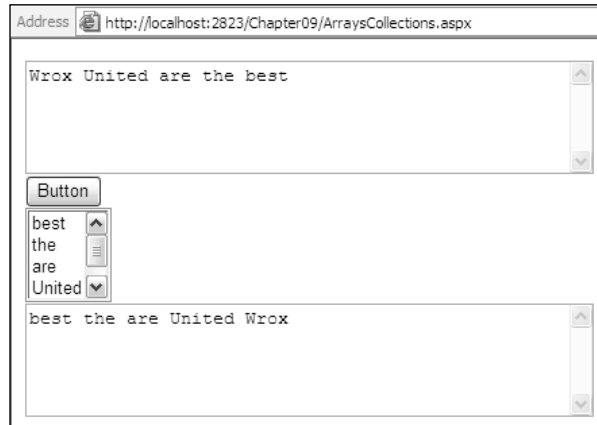 Address http://localhost:2823/Chapter09/ArraysCollections.aspx
Wrox United are the best
Button
best
the
are
United
best the are United Wrox